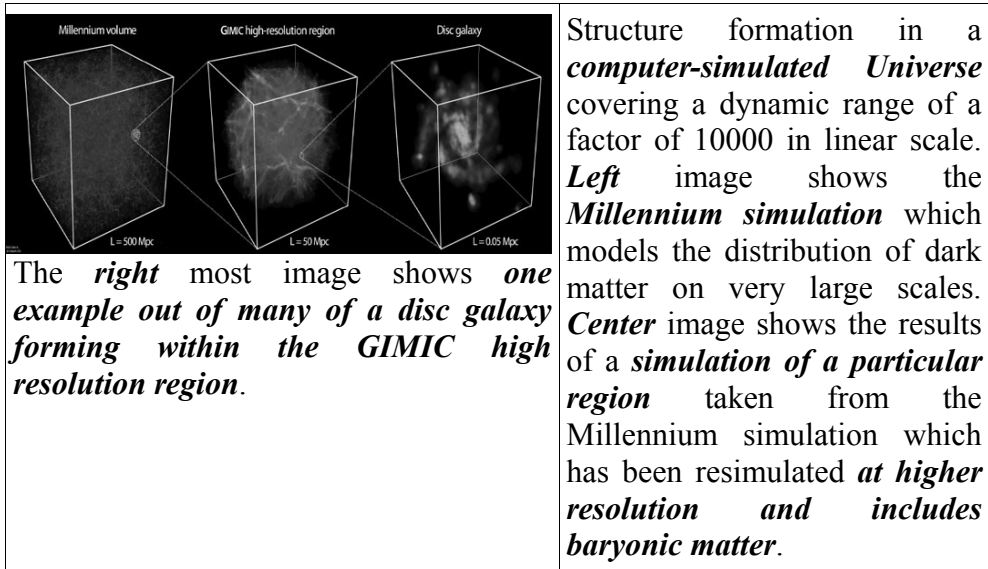 Millennium volume
GIMIC high-resolution region
Disc galaxy
L = 500 Mpc
L = 50 Mpc
L = 0.05 Mpc
The right most image shows one
example out of many of a disc galaxy
forming within the GIMIC high
resolution region.
Structure formation in a
computer-simulated Universe
covering a dynamic range of a
factor of 10000 in linear scale.
Left image shows the
Millennium simulation which
models the distribution of dark
matter on very large scales.
Center image shows the results
of a simulation of a particular
region taken from the
Millennium simulation which
has been resimulated at higher
resolution and includes
baryonic matter.